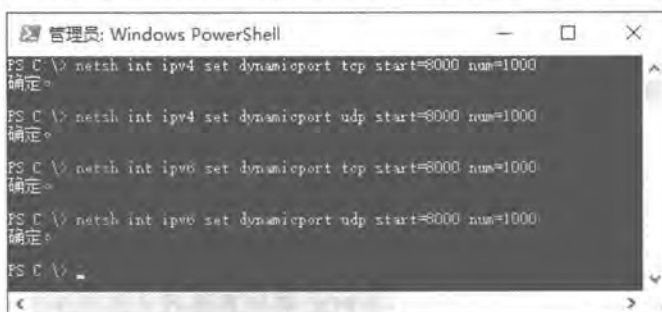 管理员: Windows PowerShell
PS C:\> netsh int ipv4 set dynamicport tcp start=8000 num=1000
确定。
PS C:\> netsh int ipv4 set dynamicport udp start=8000 num=1000
确定。
PS C:\> netsh int ipv6 set dynamicport tcp start=8000 num=1000
确定。
PS C:\> netsh int ipv6 set dynamicport udp start=8000 num=1000
确定。
PS C:\>